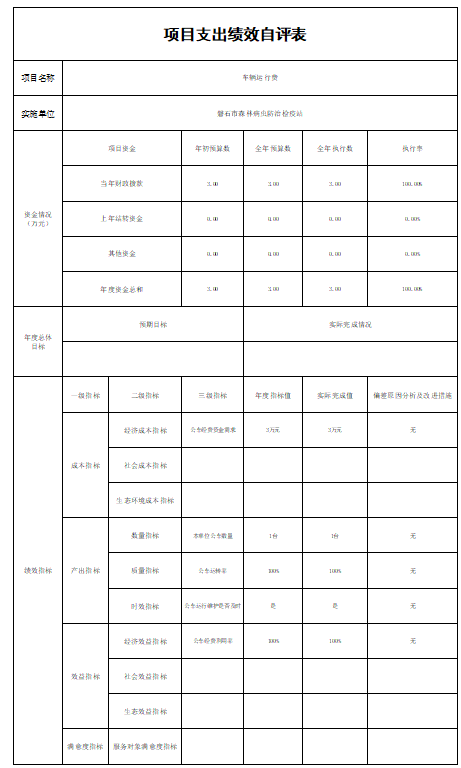 项目支出绩效自评表
项目名称 车辆运行费
实施单位 磐石市森林病虫防治检疫站
资金情况
（万元）
项目资金 年初预算数 全年预算数 全年执行数 执行率
当年财政拨款 3.00 3.00 3.00 100.00%
上年结转资金 0.00 0.00 0.00 0.00%
其他资金 0.00 0.00 0.00 0.00%
年度资金总和 3.00 3.00 3.00 100.00%
年度总体
目标
预期目标 实际完成情况
绩效指标
一级指标 二级指标 三级指标 年度指标值 实际完成值 偏差原因分析及改进措施
成本指标
经济成本指标 公车经费资金需求 3万元 3万元 无
社会成本指标
生态环境成本指标
产出指标
数量指标 本单位公车数量 1台 1台 无
质量指标 公车运转率 100% 100% 无
时效指标 公车运行维护是否及时 是 是 无
效益指标
经济效益指标 公车经费利用率 100% 100% 无
社会效益指标
生态效益指标
满意度指标 服务对象满意度指标